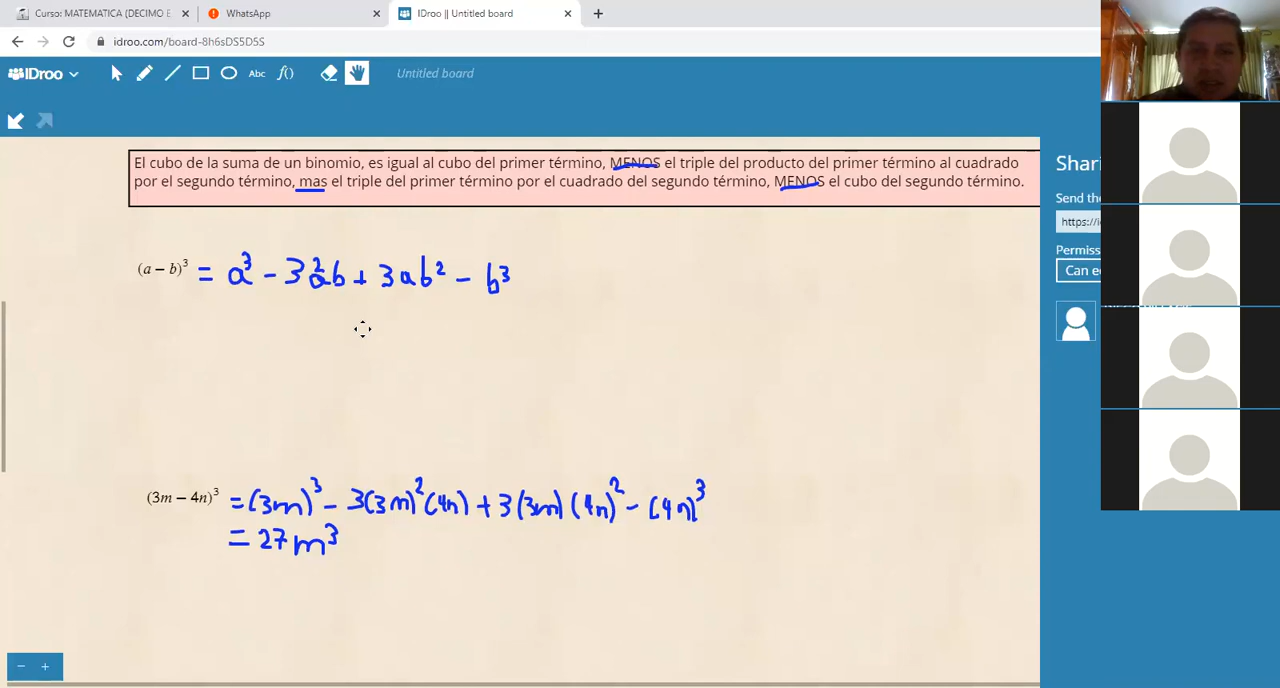 Curso: MATEMATICA (DECIMO E
WhatsApp
IDroo || Untitled board
idroo.com/board-8h6sDS5D5S
IDroo
Abc
f()
Untitled board
El cubo de la suma de un binomio, es igual al cubo del primer término, MENOS el triple del producto del primer término al cuadrado
por el segundo término, mas el triple del primer término por el cuadrado del segundo término, MENOS el cubo del segundo término.
Shari
Send the
https://i
Permis
Can e
(a − b)³ = a³ − 3a²b + 3ab² − b³
(3m − 4n)³ = (3m)³ − 3(3m)²(4n) + 3(3m)(4n)² − (4n)³
= 27m³